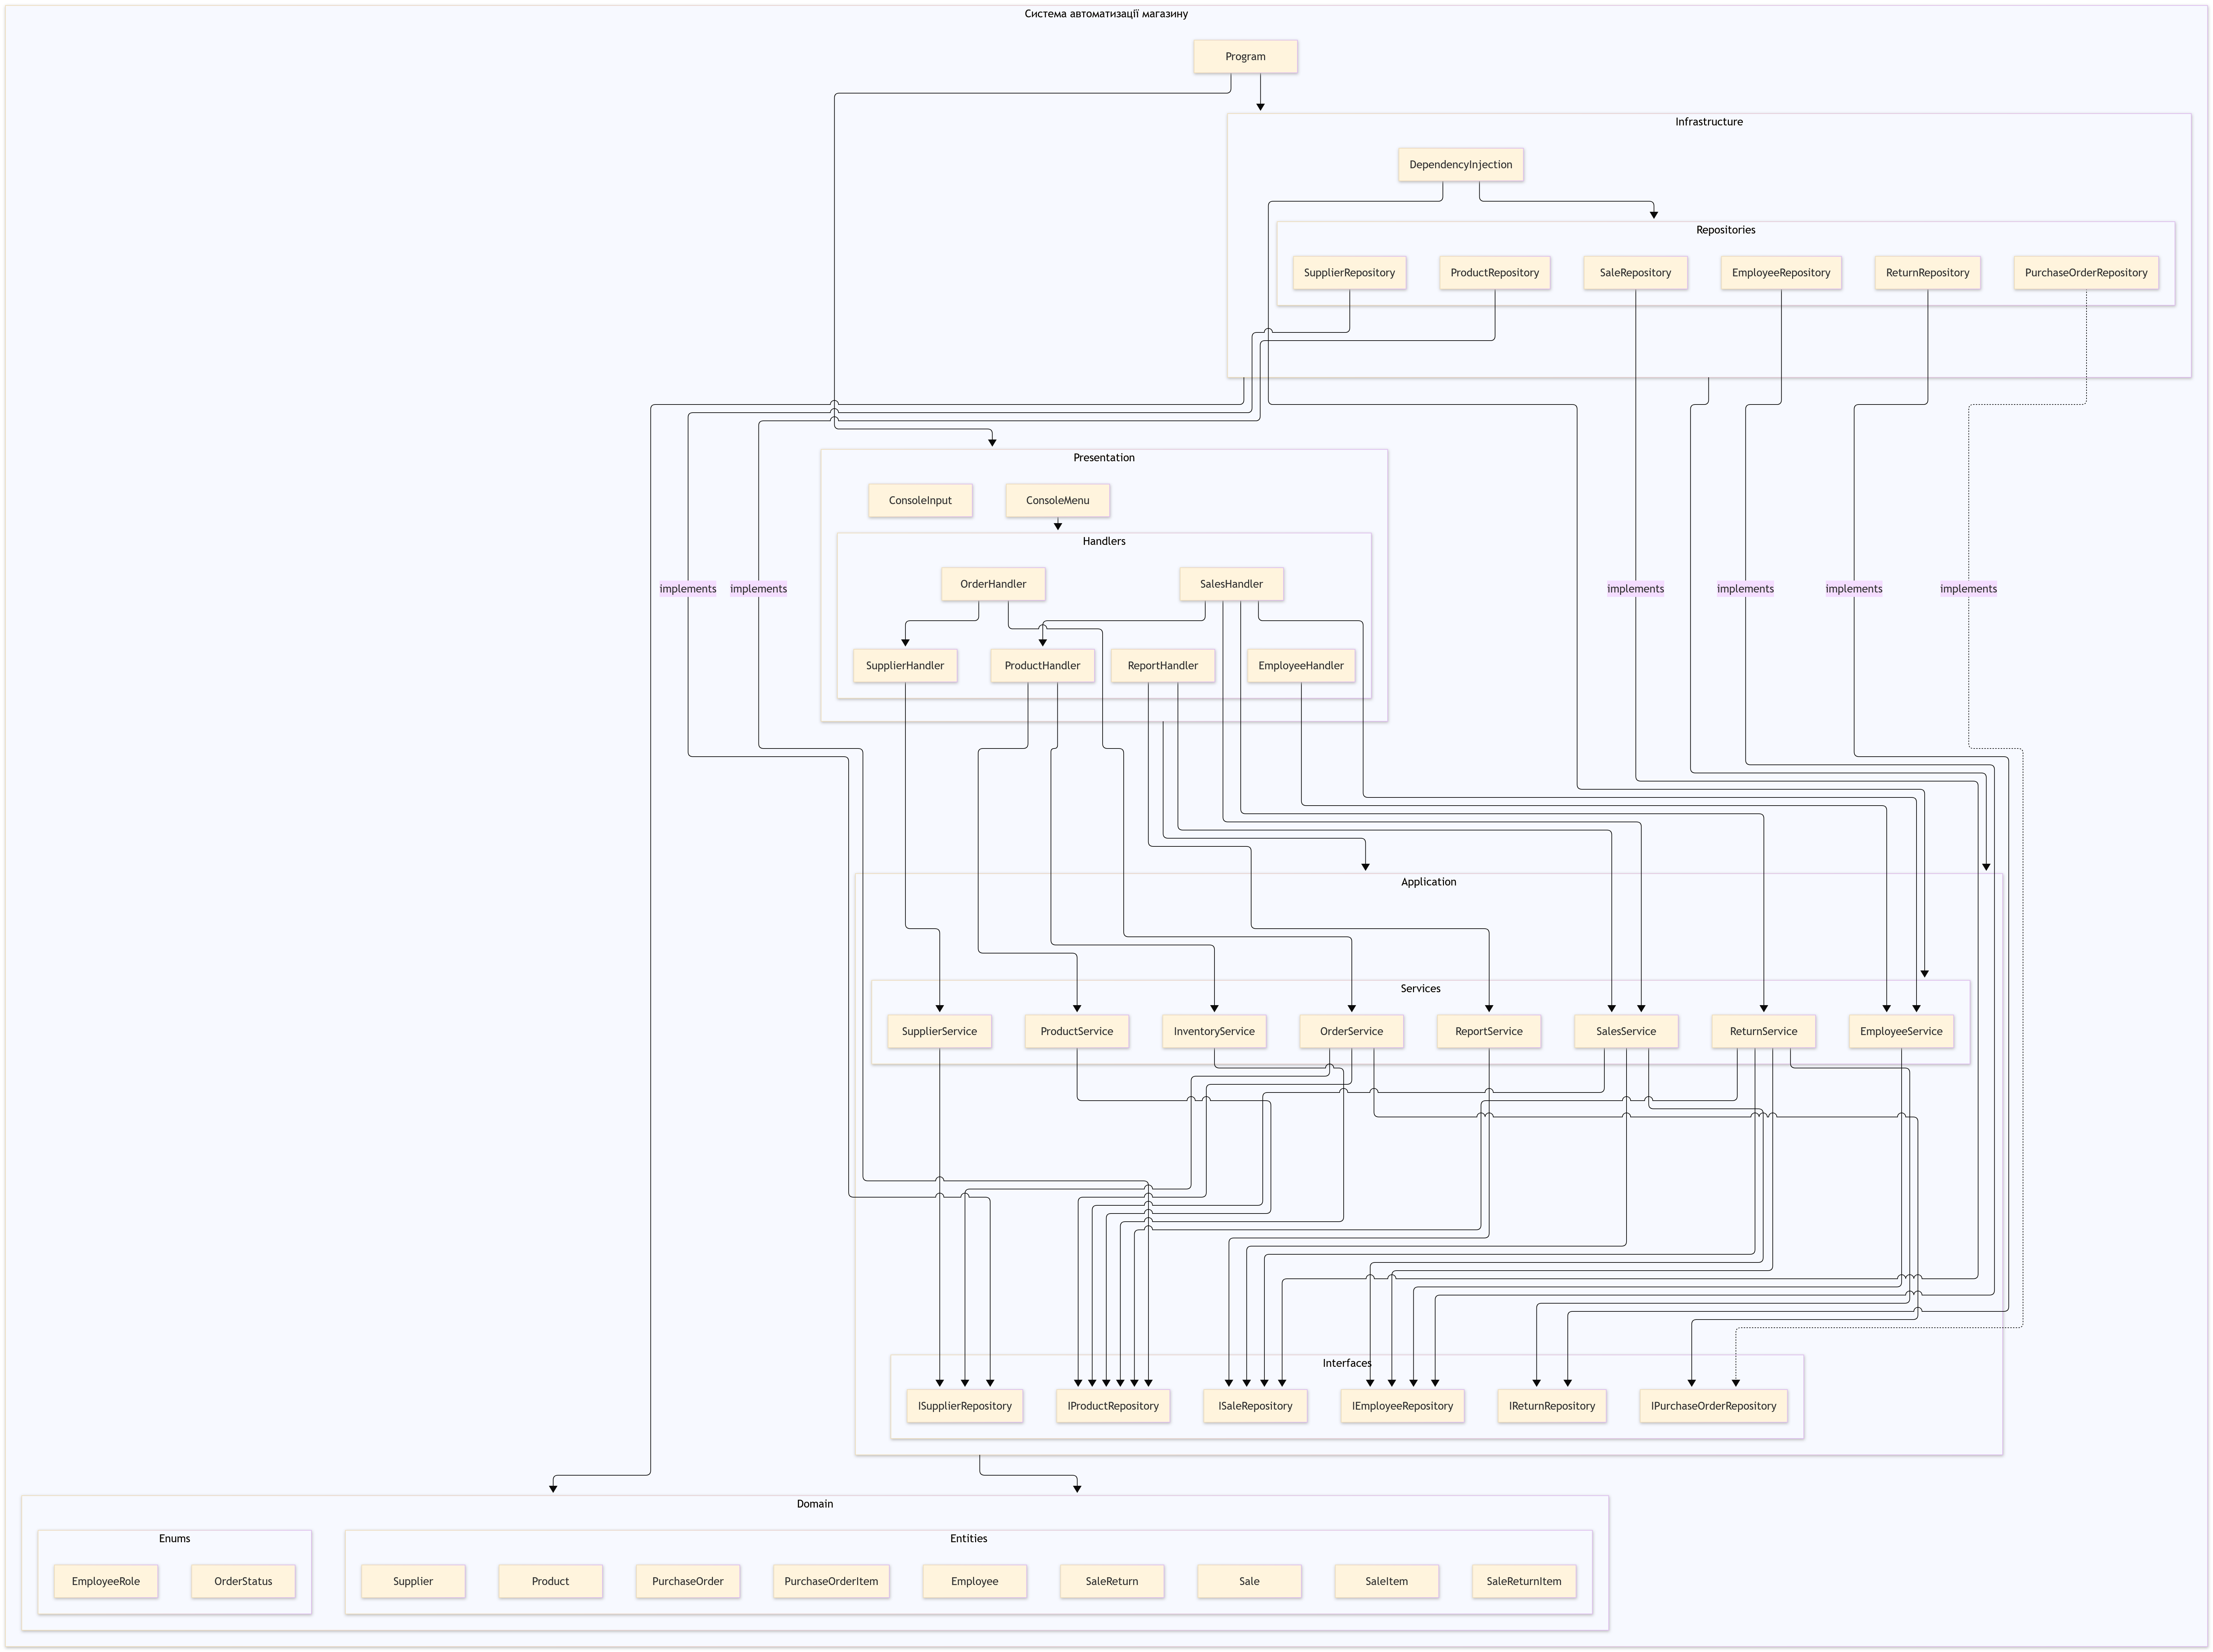 Система автоматизації магазину
Program
Infrastructure
DependencyInjection
Repositories
SupplierRepository
ProductRepository
SaleRepository
EmployeeRepository
ReturnRepository
PurchaseOrderRepository
Presentation
ConsoleInput
ConsoleMenu
Handlers
OrderHandler
SalesHandler
implements
implements
implements
implements
implements
implements
SupplierHandler
ProductHandler
ReportHandler
EmployeeHandler
Application
Services
SupplierService
ProductService
InventoryService
OrderService
ReportService
SalesService
ReturnService
EmployeeService
Interfaces
ISupplierRepository
IProductRepository
ISaleRepository
IEmployeeRepository
IReturnRepository
IPurchaseOrderRepository
Domain
Enums
Entities
EmployeeRole
OrderStatus
Supplier
Product
PurchaseOrder
PurchaseOrderItem
Employee
SaleReturn
Sale
SaleItem
SaleReturnItem